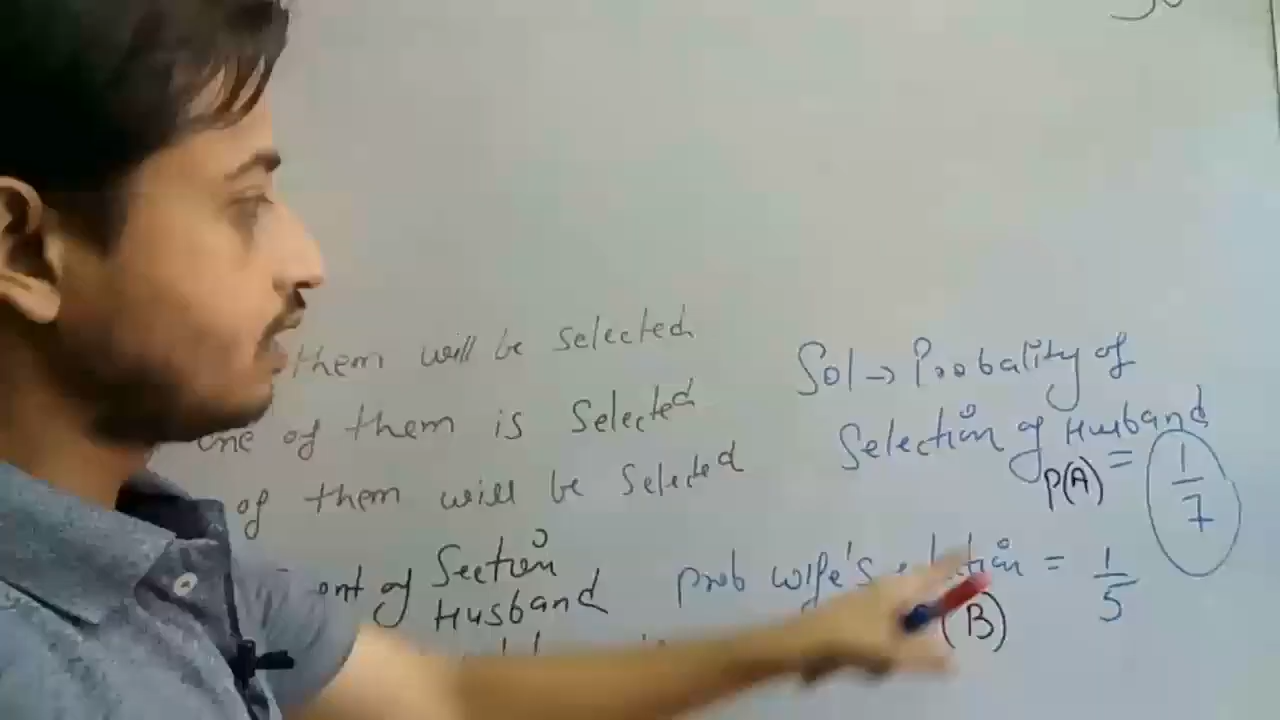 them will be selected
one of them is Selected
of them will be Selected
of Section
Husband
Sol → Probality of
Selection of Husband
P(A) = 1/7
Prob wife's = 1/5
(B)